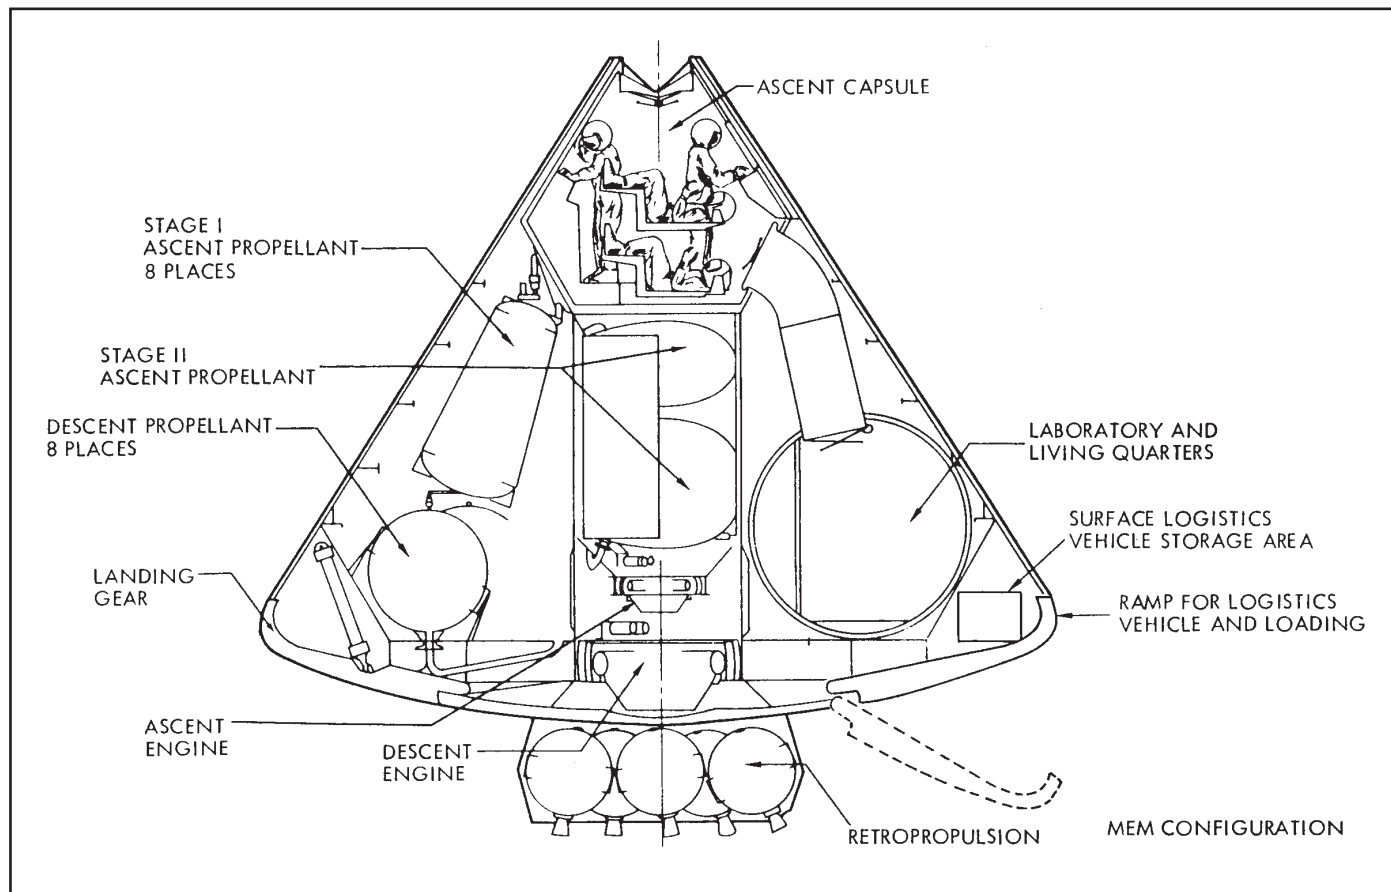 ASCENT CAPSULE
STAGE I
ASCENT PROPELLANT
8 PLACES
STAGE II
ASCENT PROPELLANT
DESCENT PROPELLANT
8 PLACES
LABORATORY AND
LIVING QUARTERS
SURFACE LOGISTICS
VEHICLE STORAGE AREA
LANDING
GEAR
RAMP FOR LOGISTICS
VEHICLE AND LOADING
ASCENT
ENGINE
DESCENT
ENGINE
RETROPROPULSION
MEM CONFIGURATION